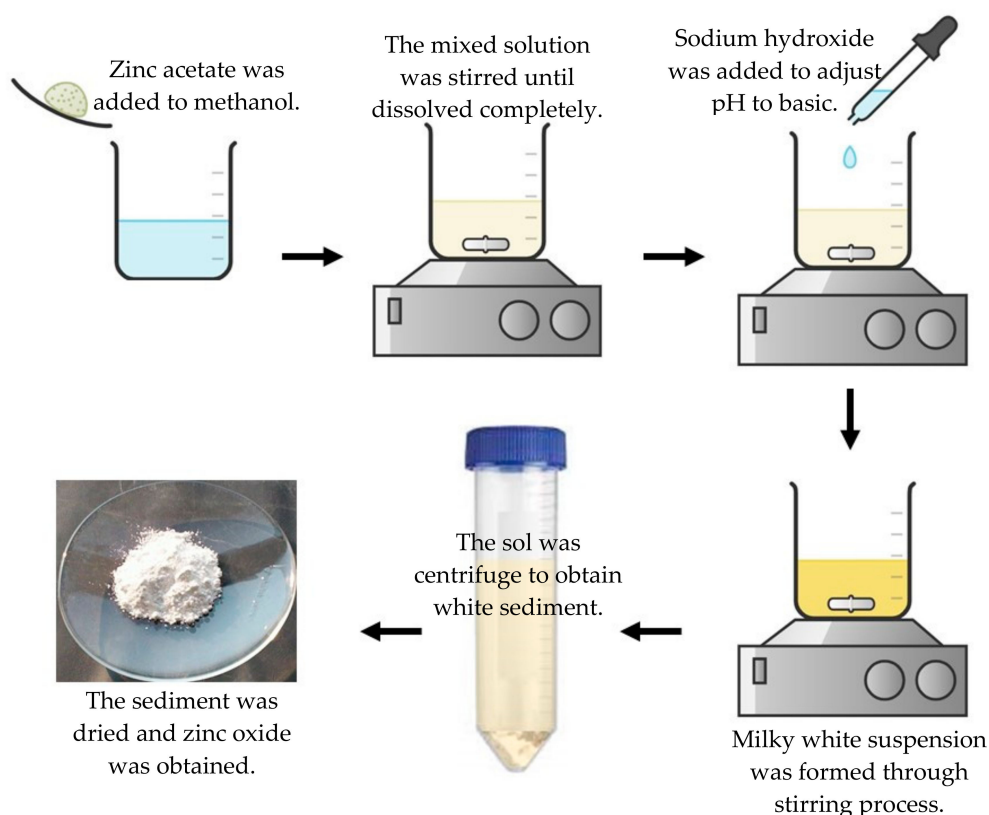 Zinc acetate was
added to methanol.
The mixed solution
was stirred until
dissolved completely.
Sodium hydroxide
was added to adjust
pH to basic.
Milky white suspension
was formed through
stirring process.
The sol was
centrifuge to obtain
white sediment.
The sediment was
dried and zinc oxide
was obtained.